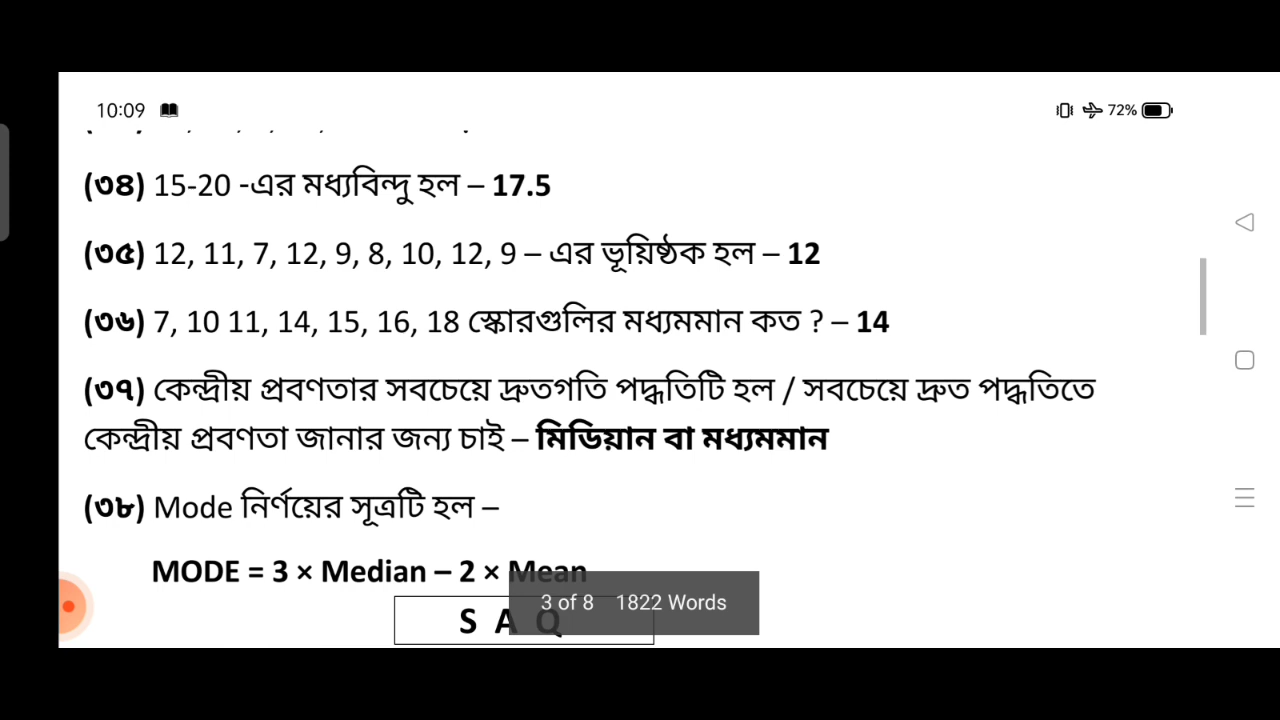 10:09
72%
(৩৪) 15-20 -এর মধ্যবিন্দু হল – 17.5
(৩৫) 12, 11, 7, 12, 9, 8, 10, 12, 9 – এর ভূয়িষ্ঠক হল – 12
(৩৬) 7, 10 11, 14, 15, 16, 18 স্কোরগুলির মধ্যমমান কত ? – 14
(৩৭) কেন্দ্রীয় প্রবণতার সবচেয়ে দ্রুতগতি পদ্ধতিটি হল / সবচেয়ে দ্রুত পদ্ধতিতে
কেন্দ্রীয় প্রবণতা জানার জন্য চাই – মিডিয়ান বা মধ্যমমান
(৩৮) Mode নির্ণয়ের সূত্রটি হল –
MODE = 3 × Median – 2 × Mean
3 of 8 1822 Words
S A Q